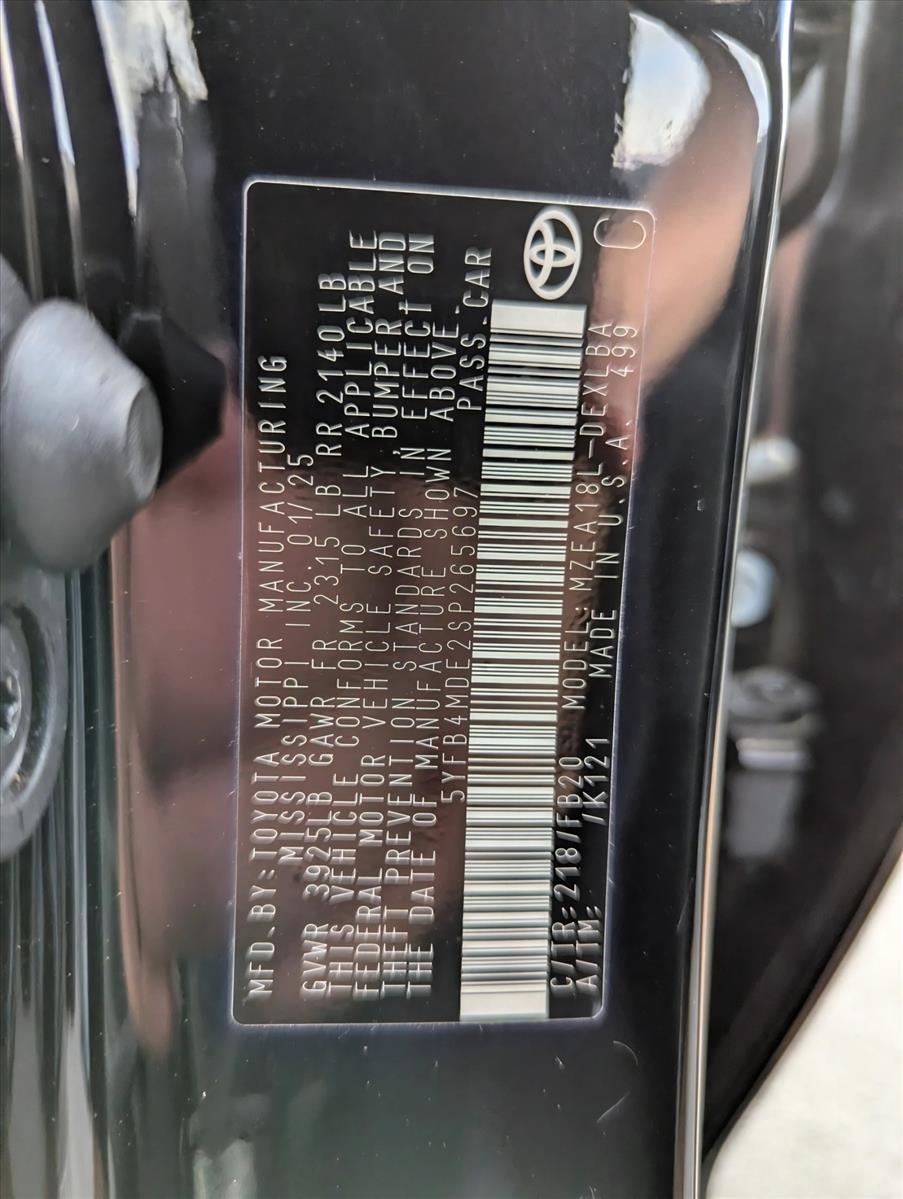 MFD.BY:TOYOTA MOTOR MANUFACTURING
MISSISSIPPI INC. 01/25
GVWR 3925LB GAWR FR 2315 LB RR 2140LB
THIS VEHICLE CONFORMS TO ALL APPLICABLE
FEDERAL MOTOR VEHICLE SAFETY,BUMPER,AND
THEFT PREVENTION STANDARDS IN EFFECT ON
THE DATE OF MANUFACTURE SHOWN ABOVE.
5YFB4MDE2SP265697 PASS.CAR
C/TR:218/FB20 MODEL:MZEA18L-DEXLBA
A/TM: /K121 MADE IN U.S.A. 499
C